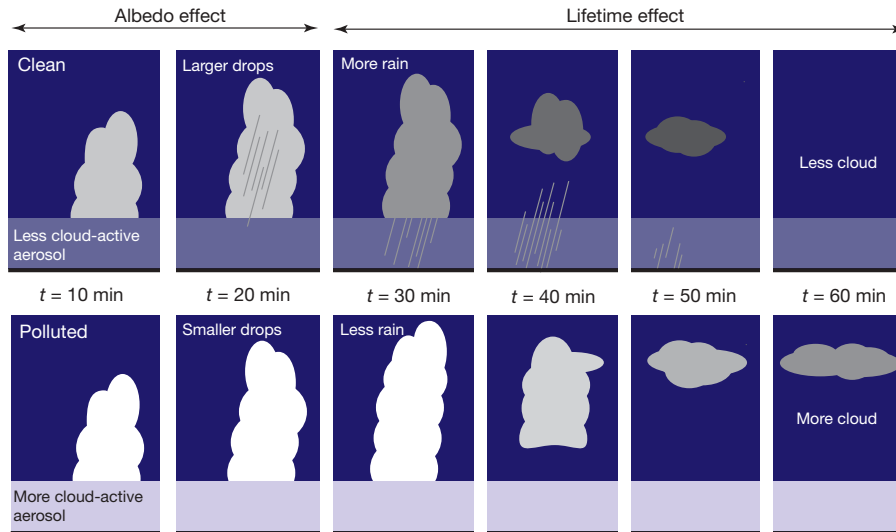 Albedo effect
Lifetime effect
Clean
Larger drops
More rain
Less cloud
Less cloud-active
aerosol
t = 10 min
t = 20 min
t = 30 min
t = 40 min
t = 50 min
t = 60 min
Polluted
Smaller drops
Less rain
More cloud
More cloud-active
aerosol